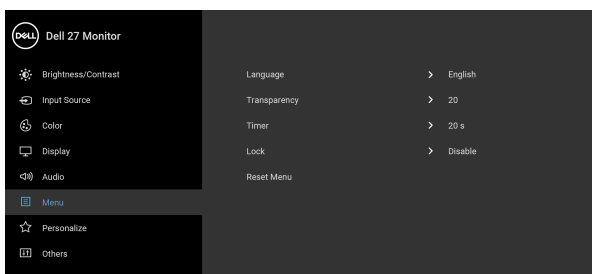 DELL Dell 27 Monitor
Brightness/Contrast
Input Source
Color
Display
Audio
Menu
Personalize
Others
Language > English
Transparency > 20
Timer > 20 s
Lock > Disable
Reset Menu